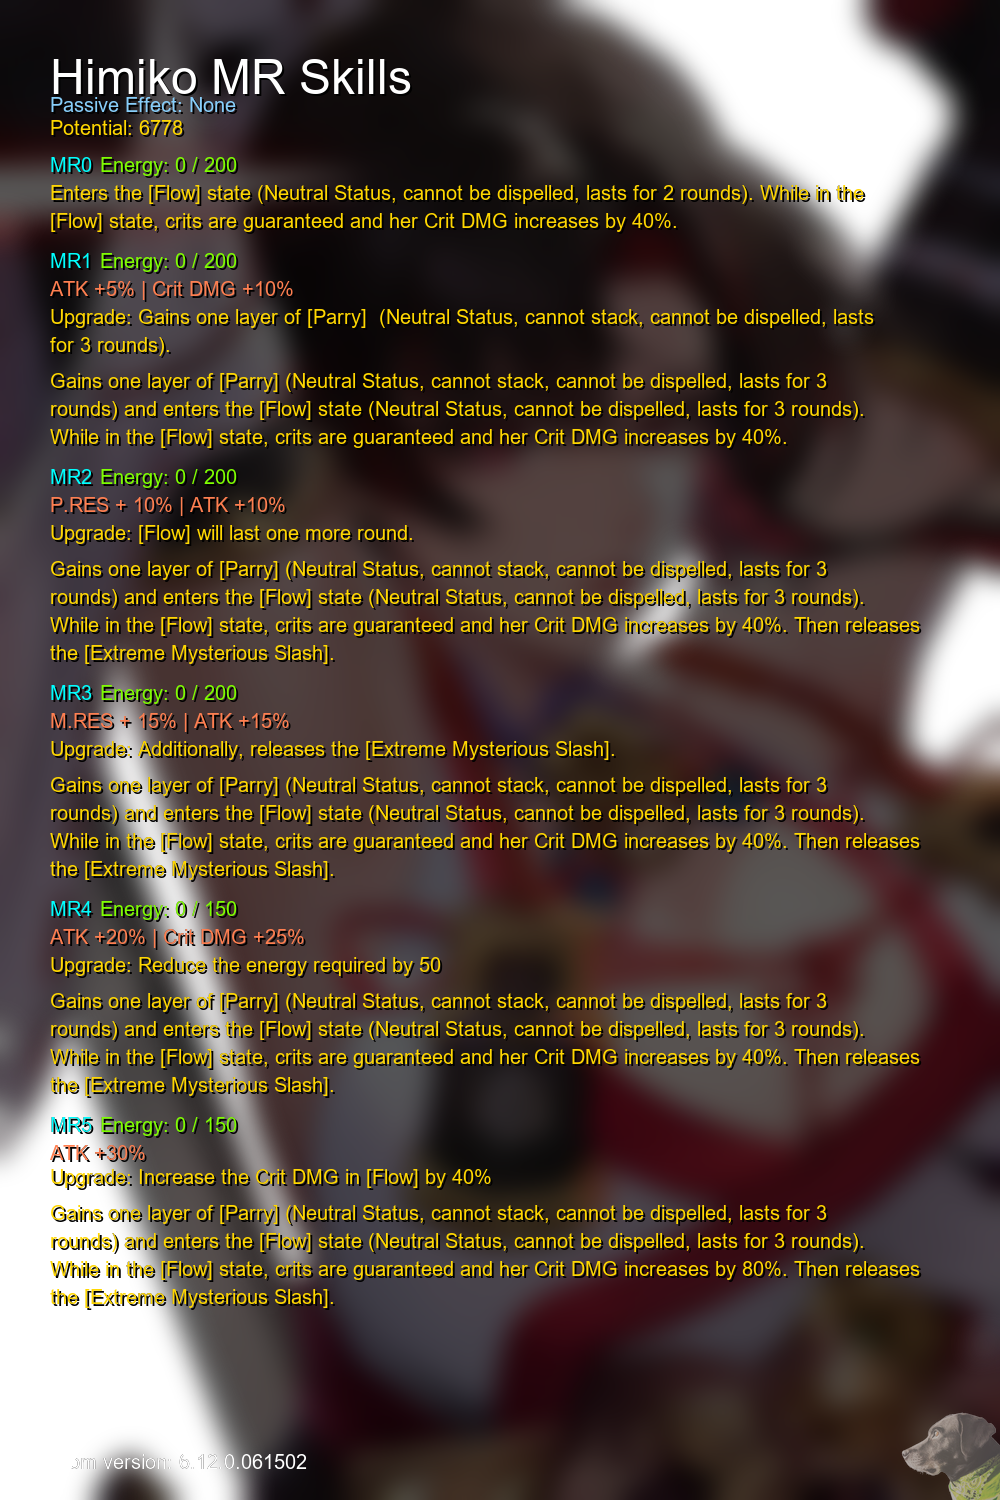 Himiko MR Skills
Passive Effect: None
Potential: 6778
MR0 Energy: 0 / 200
Enters the [Flow] state (Neutral Status, cannot be dispelled, lasts for 2 rounds). While in the
[Flow] state, crits are guaranteed and her Crit DMG increases by 40%.
MR1 Energy: 0 / 200
ATK +5% | Crit DMG +10%
Upgrade: Gains one layer of [Parry]  (Neutral Status, cannot stack, cannot be dispelled, lasts
for 3 rounds).
Gains one layer of [Parry] (Neutral Status, cannot stack, cannot be dispelled, lasts for 3
rounds) and enters the [Flow] state (Neutral Status, cannot be dispelled, lasts for 3 rounds).
While in the [Flow] state, crits are guaranteed and her Crit DMG increases by 40%.
MR2 Energy: 0 / 200
P.RES + 10% | ATK +10%
Upgrade: [Flow] will last one more round.
Gains one layer of [Parry] (Neutral Status, cannot stack, cannot be dispelled, lasts for 3
rounds) and enters the [Flow] state (Neutral Status, cannot be dispelled, lasts for 3 rounds).
While in the [Flow] state, crits are guaranteed and her Crit DMG increases by 40%. Then releases
the [Extreme Mysterious Slash].
MR3 Energy: 0 / 200
M.RES + 15% | ATK +15%
Upgrade: Additionally, releases the [Extreme Mysterious Slash].
Gains one layer of [Parry] (Neutral Status, cannot stack, cannot be dispelled, lasts for 3
rounds) and enters the [Flow] state (Neutral Status, cannot be dispelled, lasts for 3 rounds).
While in the [Flow] state, crits are guaranteed and her Crit DMG increases by 40%. Then releases
the [Extreme Mysterious Slash].
MR4 Energy: 0 / 150
ATK +20% | Crit DMG +25%
Upgrade: Reduce the energy required by 50
Gains one layer of [Parry] (Neutral Status, cannot stack, cannot be dispelled, lasts for 3
rounds) and enters the [Flow] state (Neutral Status, cannot be dispelled, lasts for 3 rounds).
While in the [Flow] state, crits are guaranteed and her Crit DMG increases by 40%. Then releases
the [Extreme Mysterious Slash].
MR5 Energy: 0 / 150
ATK +30%
Upgrade: Increase the Crit DMG in [Flow] by 40%
Gains one layer of [Parry] (Neutral Status, cannot stack, cannot be dispelled, lasts for 3
rounds) and enters the [Flow] state (Neutral Status, cannot be dispelled, lasts for 3 rounds).
While in the [Flow] state, crits are guaranteed and her Crit DMG increases by 80%. Then releases
the [Extreme Mysterious Slash].
version: 6.12.0.061502